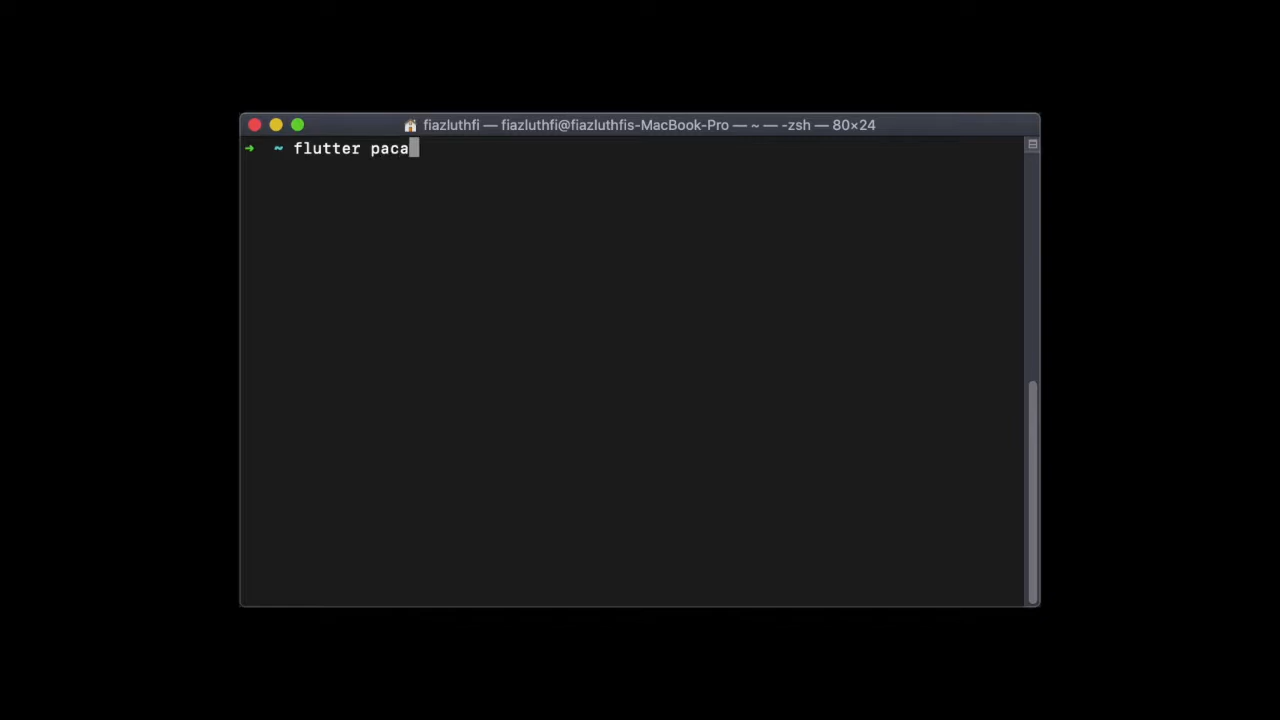 fiazluthfi — fiazluthfi@fiazluthfis-MacBook-Pro — ~ — -zsh — 80×24
➜ ~ flutter paca